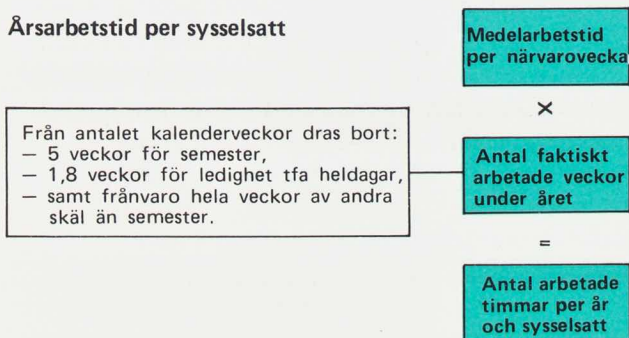 Årsarbetstid per sysselsatt
Medelarbetstid
per närvarovecka
×
Från antalet kalenderveckor dras bort:
— 5 veckor för semester,
— 1,8 veckor för ledighet tfa heldagar,
— samt frånvaro hela veckor av andra
skäl än semester.
Antal faktiskt
arbetade veckor
under året
=
Antal arbetade
timmar per år
och sysselsatt